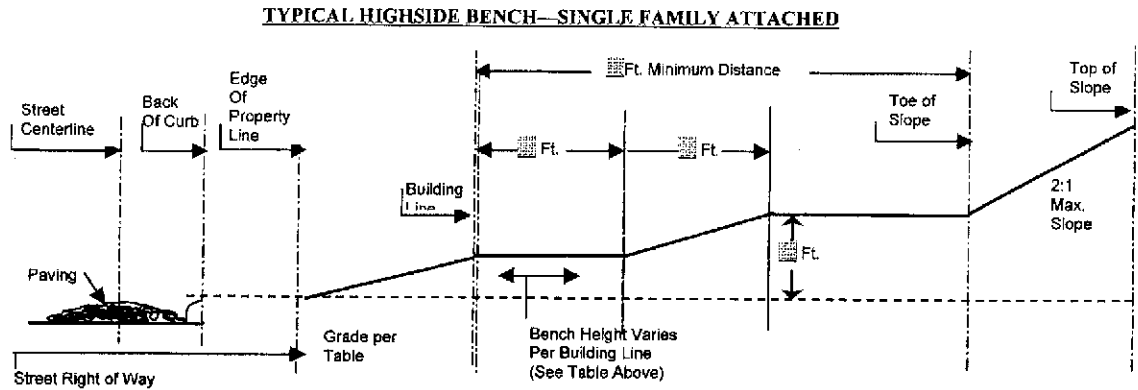 TYPICAL HIGHSIDE BENCH—SINGLE FAMILY ATTACHED
Street
Centerline
Back
Of Curb
Edge
Of
Property
Line
Ft. Minimum Distance
Toe of
Slope
Top of
Slope
Ft.
Ft.
Building
Line
2:1
Max.
Slope
Ft.
Paving
Grade per
Table
Bench Height Varies
Per Building Line
(See Table Above)
Street Right of Way